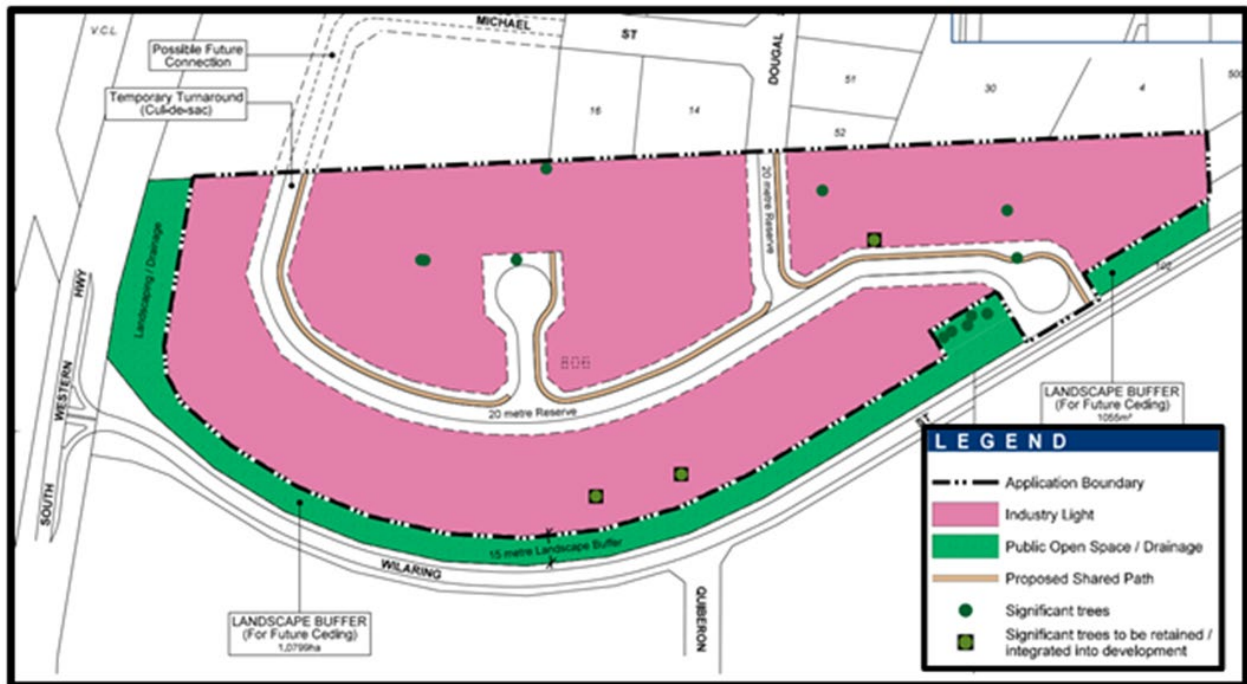 V.C.L
MICHAEL
ST
DOUGAL
Possible Future
Connection
51
30
4
500
Temporary Turnaround
(Cul-de-sac)
16
14
52
20 metre Reserve
Landscaping / Drainage
HWY
WESTERN
SOUTH
806
20 metre Reserve
102
LANDSCAPE BUFFER
(For Future Ceding)
1055m²
ST
15 metre Landscape Buffer
WILARING
QUIBERON
LANDSCAPE BUFFER
(For Future Ceding)
1,0799ha
LEGEND
Application Boundary
Industry Light
Public Open Space / Drainage
Proposed Shared Path
Significant trees
Significant trees to be retained /
integrated into development